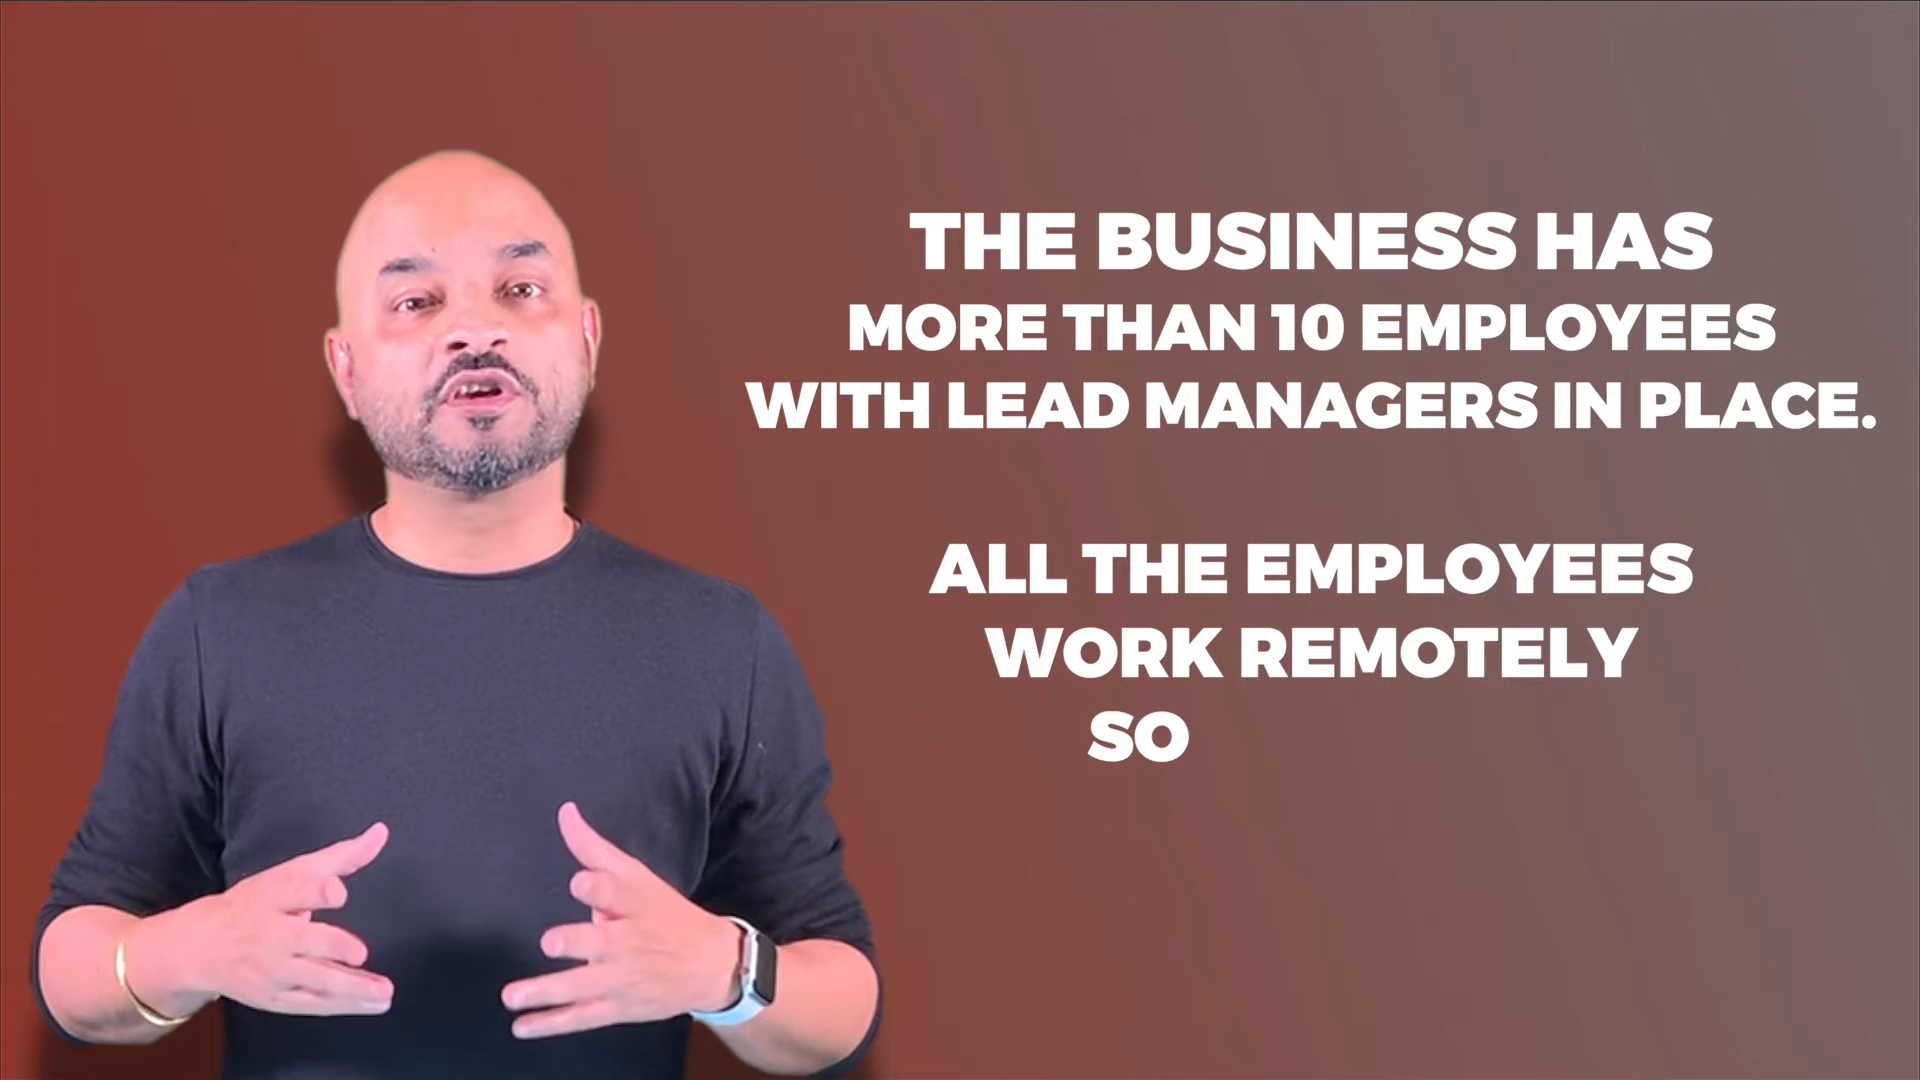 THE BUSINESS HAS
MORE THAN 10 EMPLOYEES
WITH LEAD MANAGERS IN PLACE.
ALL THE EMPLOYEES
WORK REMOTELY
SO